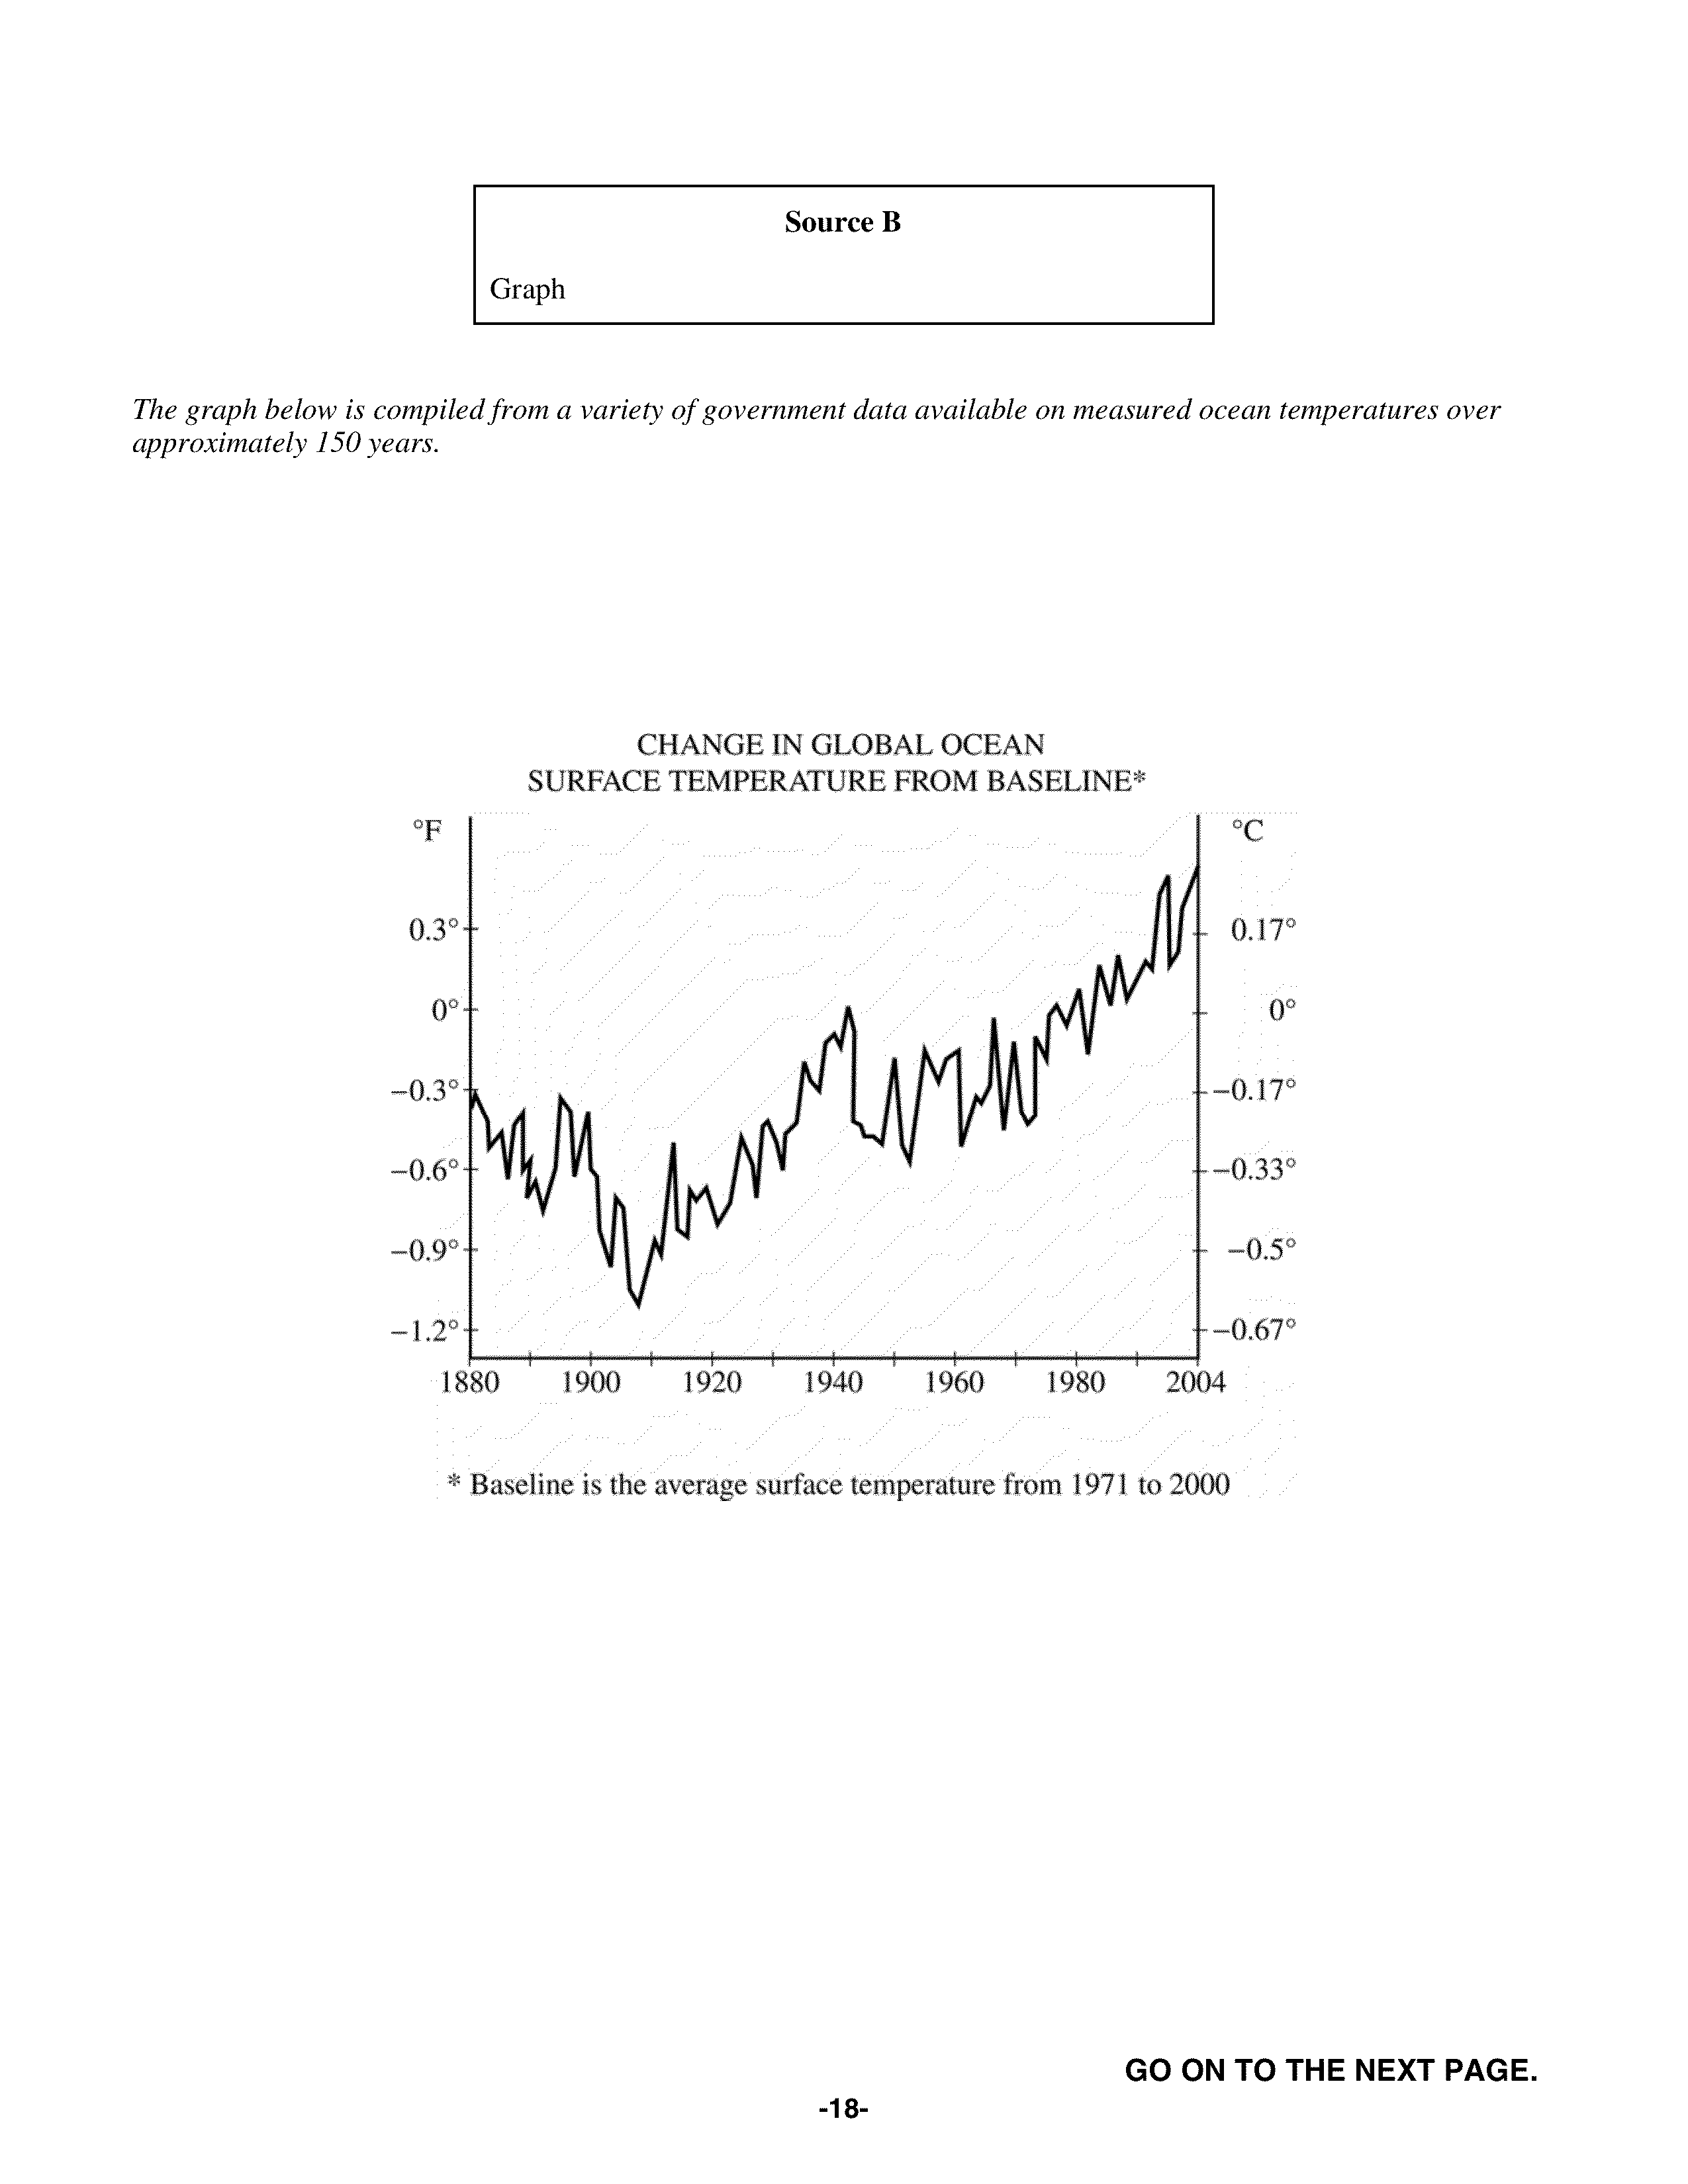 Source B
Graph
The graph below is compiled from a variety of government data available on measured ocean temperatures over
approximately 150 years.
CHANGE IN GLOBAL OCEAN
SURFACE TEMPERATURE FROM BASELINE*
°F °C
0.3° 0.17°
0° 0°
−0.3° −0.17°
−0.6° −0.33°
−0.9° −0.5°
−1.2° −0.67°
1880 1900 1920 1940 1960 1980 2004
* Baseline is the average surface temperature from 1971 to 2000
GO ON TO THE NEXT PAGE.
-18-